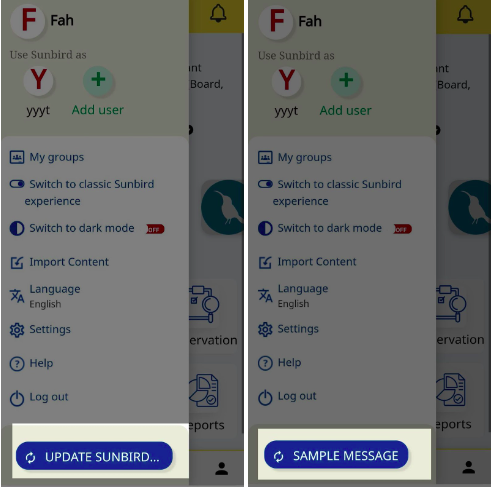 F Fah
Use Sunbird as
Y +
yyyt Add user
My groups
Switch to classic Sunbird
experience
Switch to dark mode OFF
Import Content
Language
English
Settings
Help
Log out
UPDATE SUNBIRD...
ant
Board,
ervation
eports
F Fah
Use Sunbird as
Y +
yyyt Add user
My groups
Switch to classic Sunbird
experience
Switch to dark mode OFF
Import Content
Language
English
Settings
Help
Log out
SAMPLE MESSAGE
ant
Board,
ervation
eports